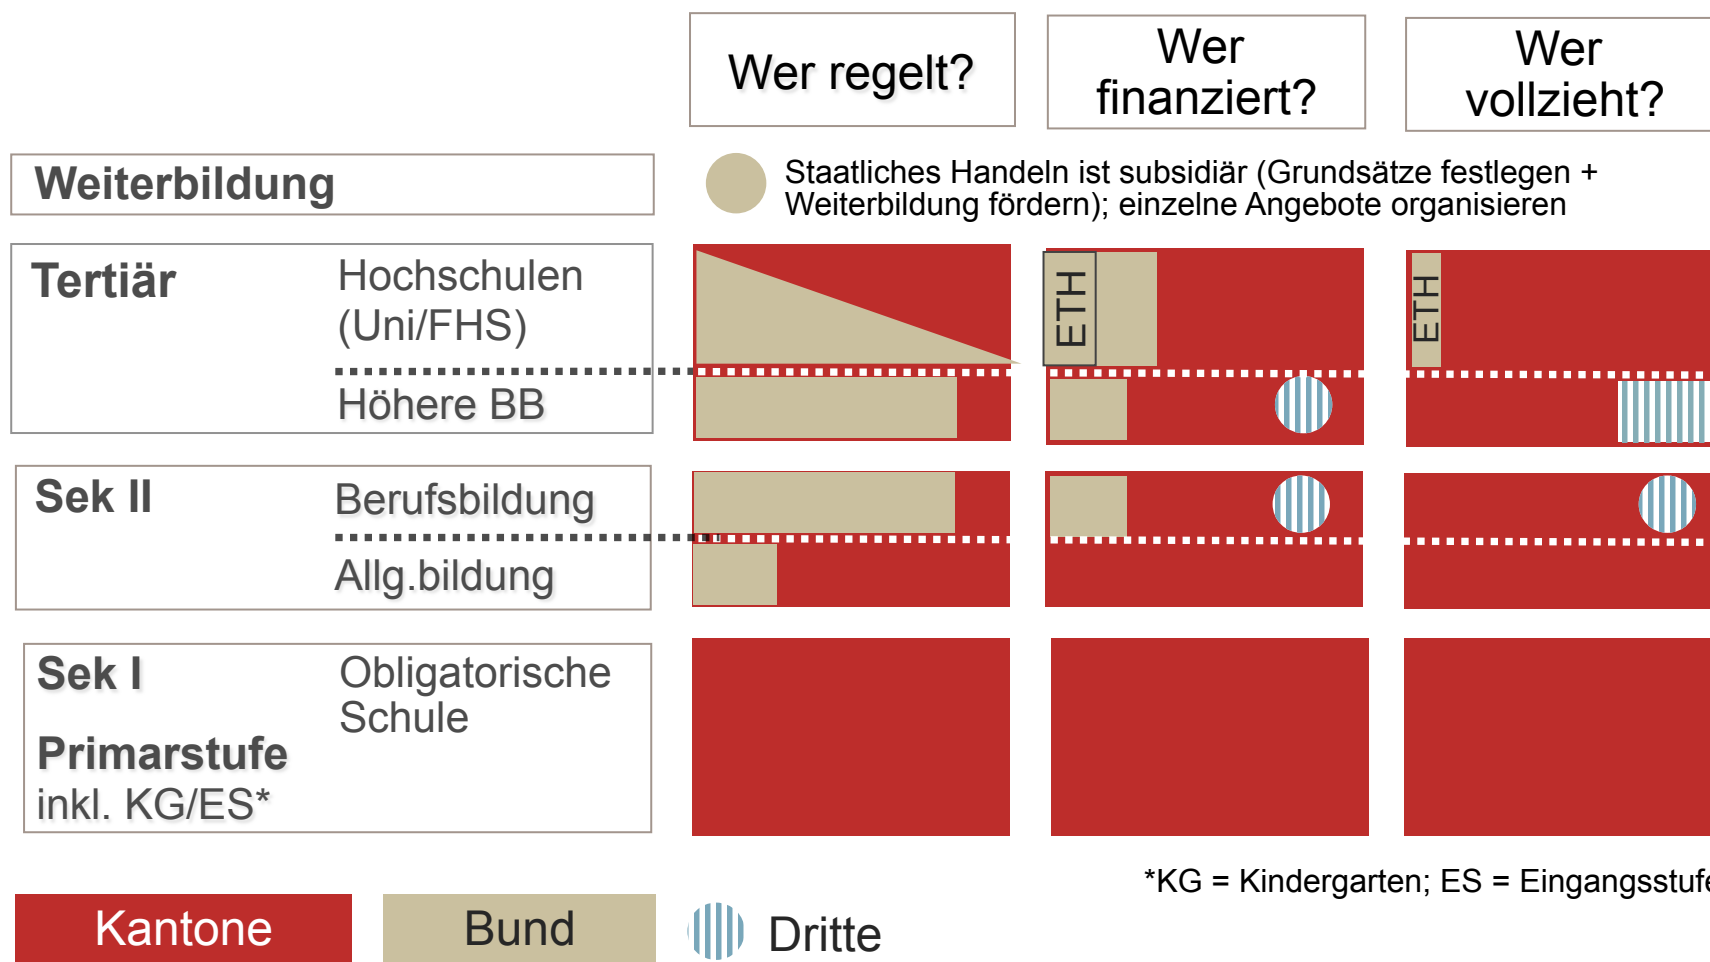 Wer regelt?
Wer
finanziert?
Wer
vollzieht?
Weiterbildung
Staatliches Handeln ist subsidiär (Grundsätze festlegen +
Weiterbildung fördern); einzelne Angebote organisieren
Tertiär
Hochschulen
(Uni/FHS)
Höhere BB
ETH
ETH
Sek II
Berufsbildung
Allg.bildung
Sek I
Obligatorische
Schule
Primarstufe
inkl. KG/ES*
*KG = Kindergarten; ES = Eingangsstufe
Kantone
Bund
Dritte